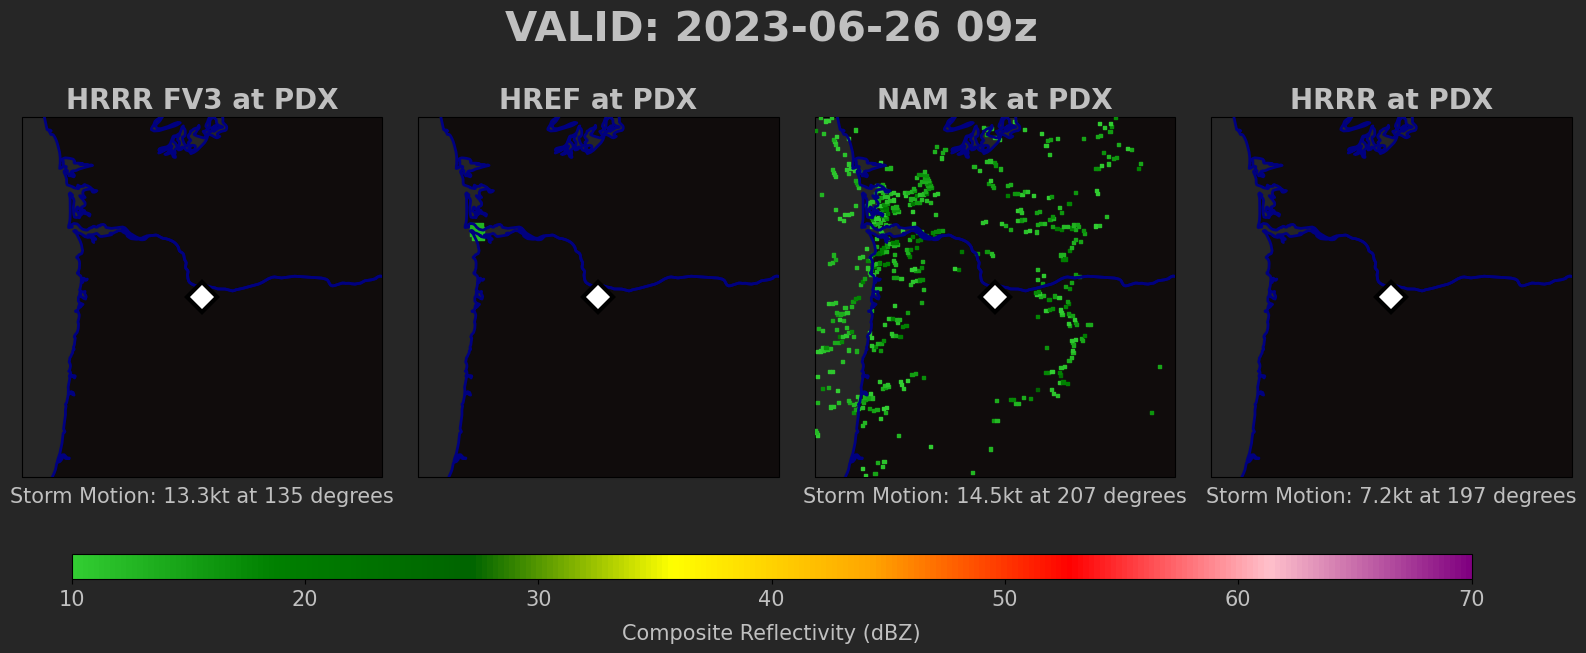 VALID: 2023-06-26 09z
HRRR FV3 at PDX
HREF at PDX
NAM 3k at PDX
HRRR at PDX
Storm Motion: 13.3kt at 135 degrees
Storm Motion: 14.5kt at 207 degrees
Storm Motion: 7.2kt at 197 degrees
10 20 30 40 50 60 70
Composite Reflectivity (dBZ)